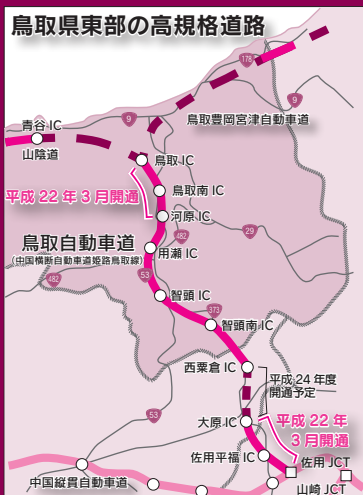 鳥取県東部の高規格道路
178
9
9
鳥取豊岡宮津自動車道
青谷 IC
山陰道
鳥取 IC
平成 22 年 3 月開通
鳥取南 IC
河原 IC
鳥取自動車道
(中国横断自動車道姫路鳥取線)
482
29
用瀬 IC
53
482
智頭 IC
373
智頭南 IC
西粟倉 IC
平成 24 年度
開通予定
大原 IC
平成 22 年
3 月開通
53
佐用平福 IC
佐用 JCT
中国縦貫自動車道
山崎 JCT